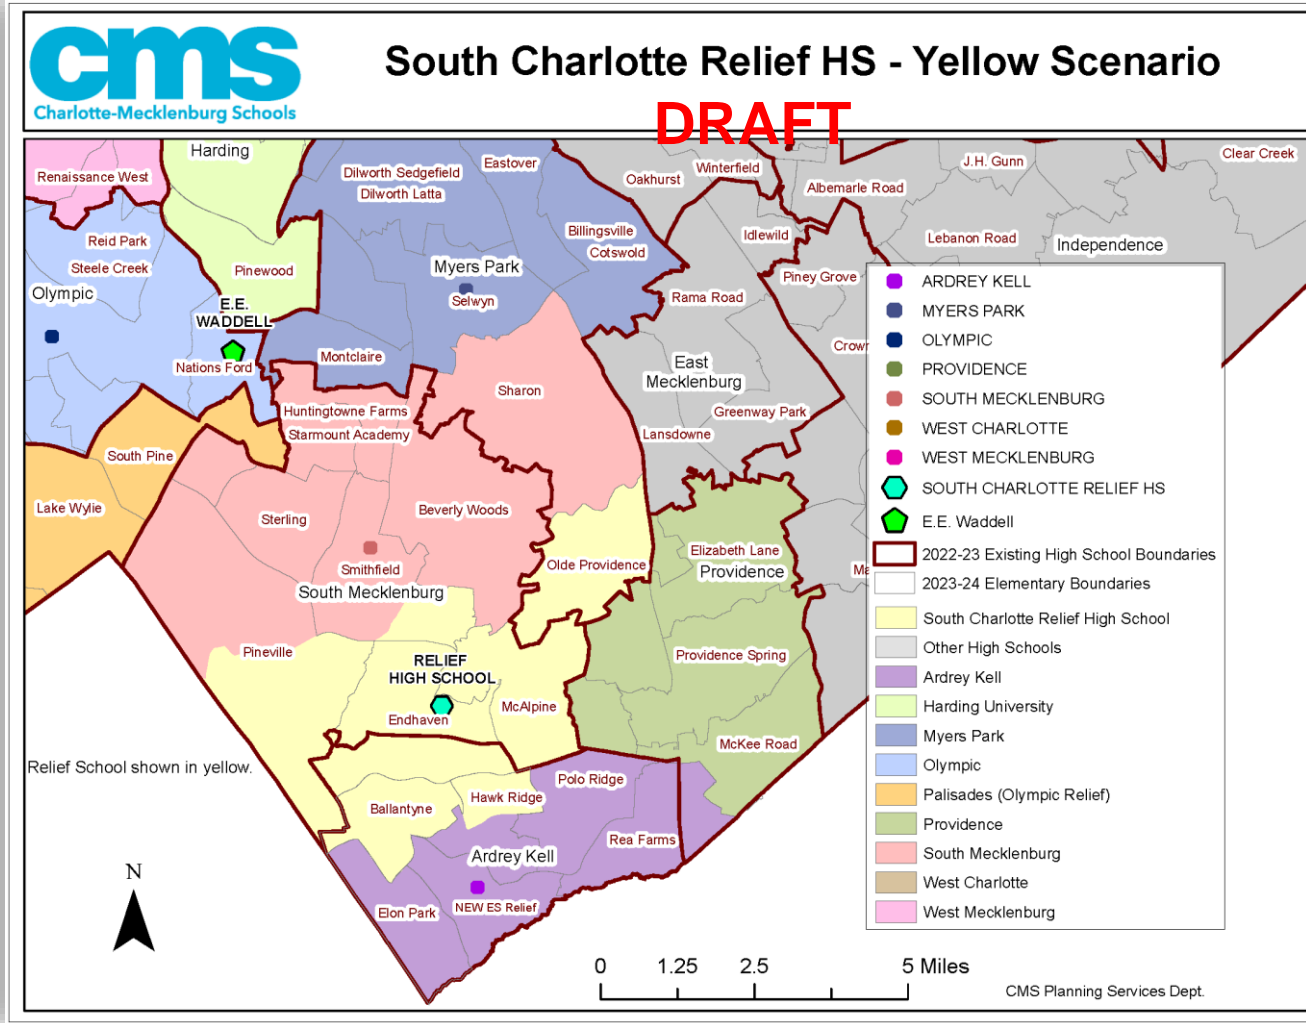 cms
Charlotte-Mecklenburg Schools
South Charlotte Relief HS - Yellow Scenario
DRAFT
Harding
Renaissance West
Dilworth Sedgefield
Dilworth Latta
Eastover
Oakhurst
Winterfield
Albemarle Road
J.H. Gunn
Clear Creek
Reid Park
Steele Creek
Olympic
Pinewood
Billingsville
Cotswold
Idlewild
Lebanon Road
Independence
Myers Park
Selwyn
Piney Grove
Rama Road
E.E.
WADDELL
Nations Ford
Montclaire
East
Mecklenburg
Crown
Sharon
Greenway Park
Huntingtowne Farms
Starmount Academy
Lansdowne
South Pine
Lake Wylie
Sterling
Beverly Woods
Smithfield
South Mecklenburg
Olde Providence
Elizabeth Lane
Providence
Ma
Pineville
RELIEF
HIGH SCHOOL
Endhaven
McAlpine
Providence Spring
McKee Road
Relief School shown in yellow.
Ballantyne
Hawk Ridge
Polo Ridge
Rea Farms
Ardrey Kell
Elon Park
NEW ES Relief
N
ARDREY KELL
MYERS PARK
OLYMPIC
PROVIDENCE
SOUTH MECKLENBURG
WEST CHARLOTTE
WEST MECKLENBURG
SOUTH CHARLOTTE RELIEF HS
E.E. Waddell
2022-23 Existing High School Boundaries
2023-24 Elementary Boundaries
South Charlotte Relief High School
Other High Schools
Ardrey Kell
Harding University
Myers Park
Olympic
Palisades (Olympic Relief)
Providence
South Mecklenburg
West Charlotte
West Mecklenburg
0 1.25 2.5 5 Miles
CMS Planning Services Dept.